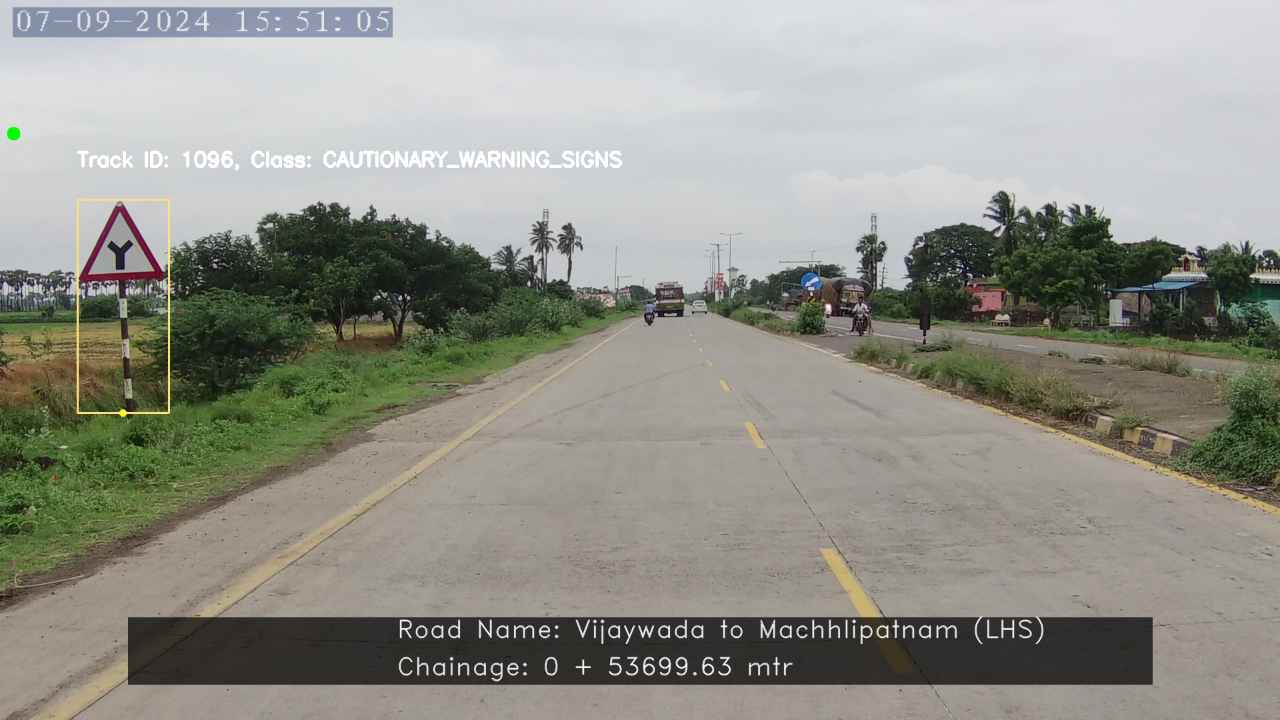 07-09-2024 15:51:05
Track ID: 1096, Class: CAUTIONARY_WARNING_SIGNS
Road Name: Vijaywada to Machhlipatnam (LHS)
Chainage: 0 + 53699.63 mtr